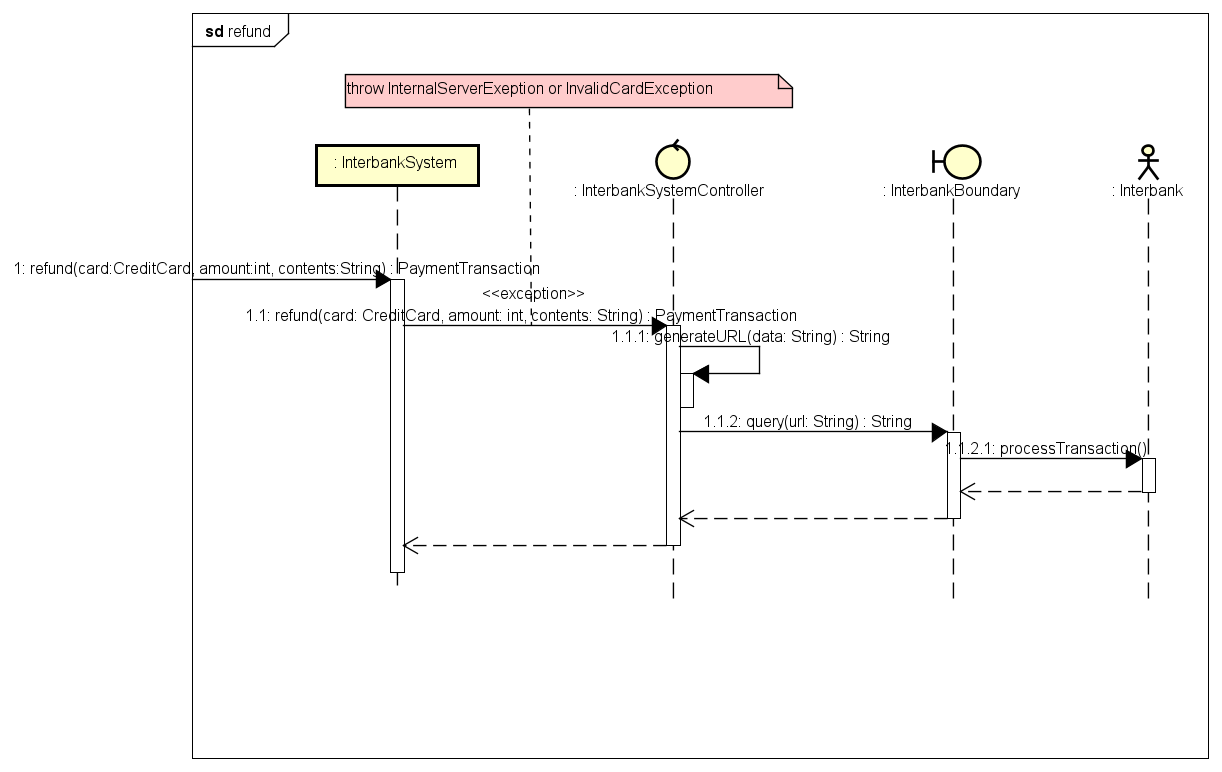 sd refund
throw InternalServerExeption or InvalidCardException
: InterbankSystem
: InterbankSystemController
: InterbankBoundary
: Interbank
1: refund(card:CreditCard, amount:int, contents:String) : PaymentTransaction
<<exception>>
1.1: refund(card: CreditCard, amount: int, contents: String) : PaymentTransaction
1.1.1: generateURL(data: String) : String
1.1.2: query(url: String) : String
1.1.2.1: processTransaction()